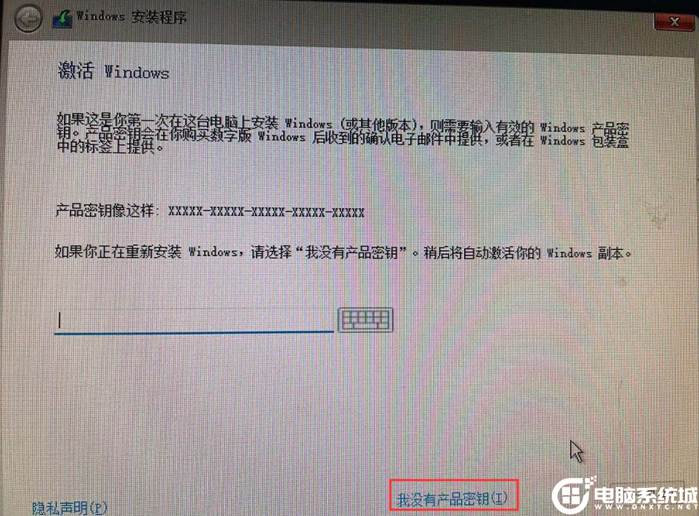 Windows 安装程序
激活 Windows
如果这是你第一次在这台电脑上安装 Windows (或其他版本)，则需要输入有效的 Windows 产品密
钥。产品密钥会在你购买数字版 Windows 后收到的确认电子邮件中提供，或者在 Windows 包装盒
中的标签上提供。
产品密钥像这样: XXXXX-XXXXX-XXXXX-XXXXX-XXXXX
如果你正在重新安装 Windows，请选择“我没有产品密钥”。稍后将自动激活你的 Windows 副本。
隐私声明(P)
我没有产品密钥(I)
电脑系统城
WWW.DNXTC.NET